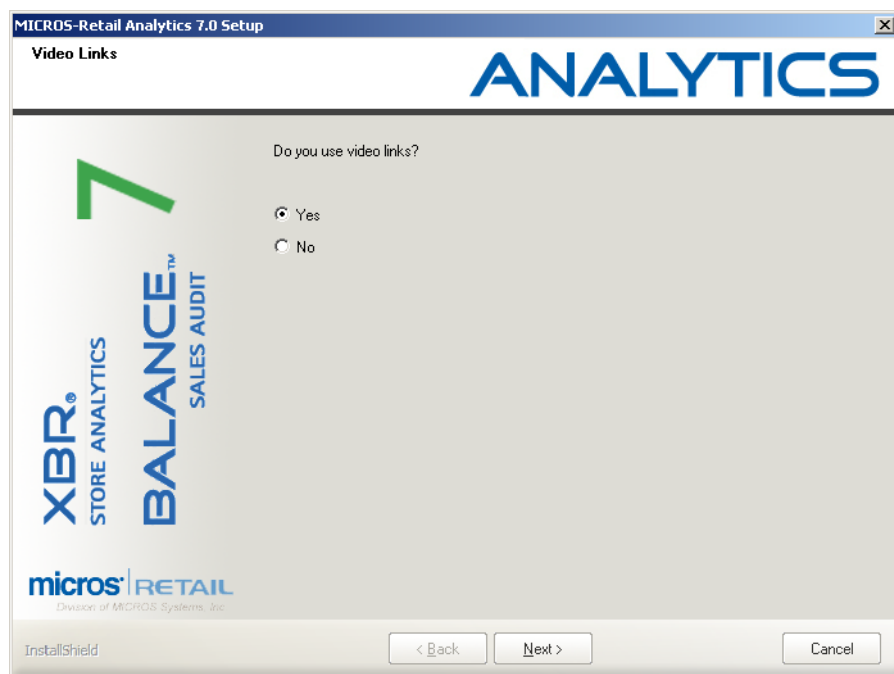 MICROS-Retail Analytics 7.0 Setup
Video Links
ANALYTICS
Do you use video links?
Yes
No
7
XBR®
STORE ANALYTICS
BALANCE™
SALES AUDIT
micros® RETAIL
Division of MICROS Systems, Inc
InstallShield
< Back
Next >
Cancel